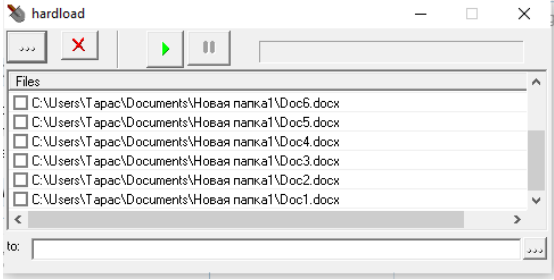 hardload
...
Files
C:\Users\Тарас\Documents\Новая папка1\Doc6.docx
C:\Users\Тарас\Documents\Новая папка1\Doc5.docx
C:\Users\Тарас\Documents\Новая папка1\Doc4.docx
C:\Users\Тарас\Documents\Новая папка1\Doc3.docx
C:\Users\Тарас\Documents\Новая папка1\Doc2.docx
C:\Users\Тарас\Documents\Новая папка1\Doc1.docx
to:
...